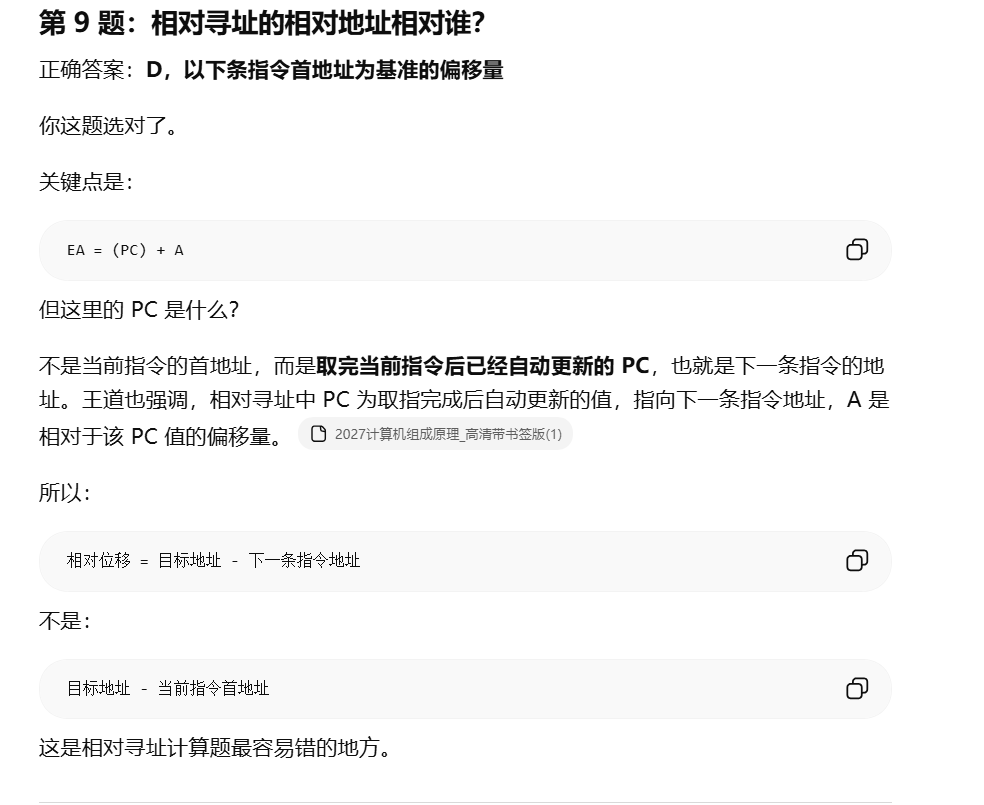 第 9 题：相对寻址的相对地址相对谁？
正确答案：D，以下条指令首地址为基准的偏移量
你这题选对了。
关键点是：
EA = (PC) + A
但这里的 PC 是什么？
不是当前指令的首地址，而是取完当前指令后已经自动更新的 PC，也就是下一条指令的地
址。王道也强调，相对寻址中 PC 为取指完成后自动更新的值，指向下一条指令地址，A 是
相对于该 PC 值的偏移量。 2027计算机组成原理_高清带书签版(1)
所以：
相对位移 = 目标地址 - 下一条指令地址
不是：
目标地址 - 当前指令首地址
这是相对寻址计算题最容易错的地方。